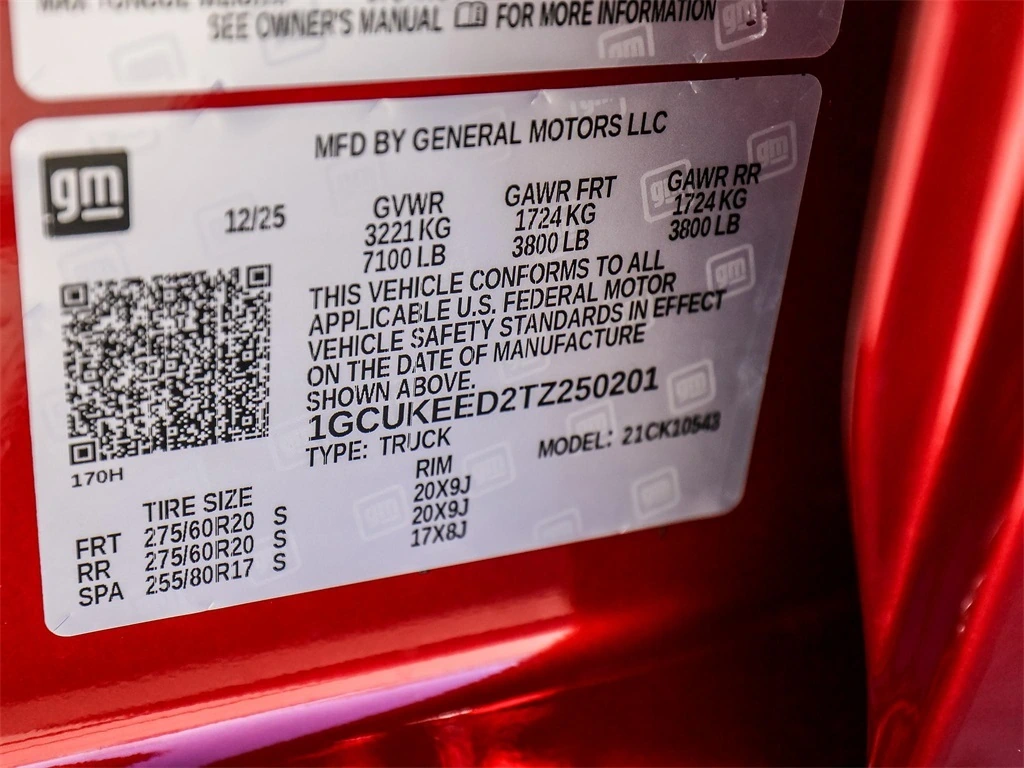 SEE OWNER'S MANUAL FOR MORE INFORMATION
MFD BY GENERAL MOTORS LLC
gm
12/25
GVWR
3221 KG
7100 LB
GAWR FRT
1724 KG
3800 LB
GAWR RR
1724 KG
3800 LB
THIS VEHICLE CONFORMS TO ALL
APPLICABLE U.S. FEDERAL MOTOR
VEHICLE SAFETY STANDARDS IN EFFECT
ON THE DATE OF MANUFACTURE
SHOWN ABOVE.
1GCUKEED2TZ250201
TYPE: TRUCK
MODEL: 21CK10543
170H
TIRE SIZE RIM
FRT 275/60R20 S 20X9J
RR 275/60R20 S 20X9J
SPA 255/80R17 S 17X8J